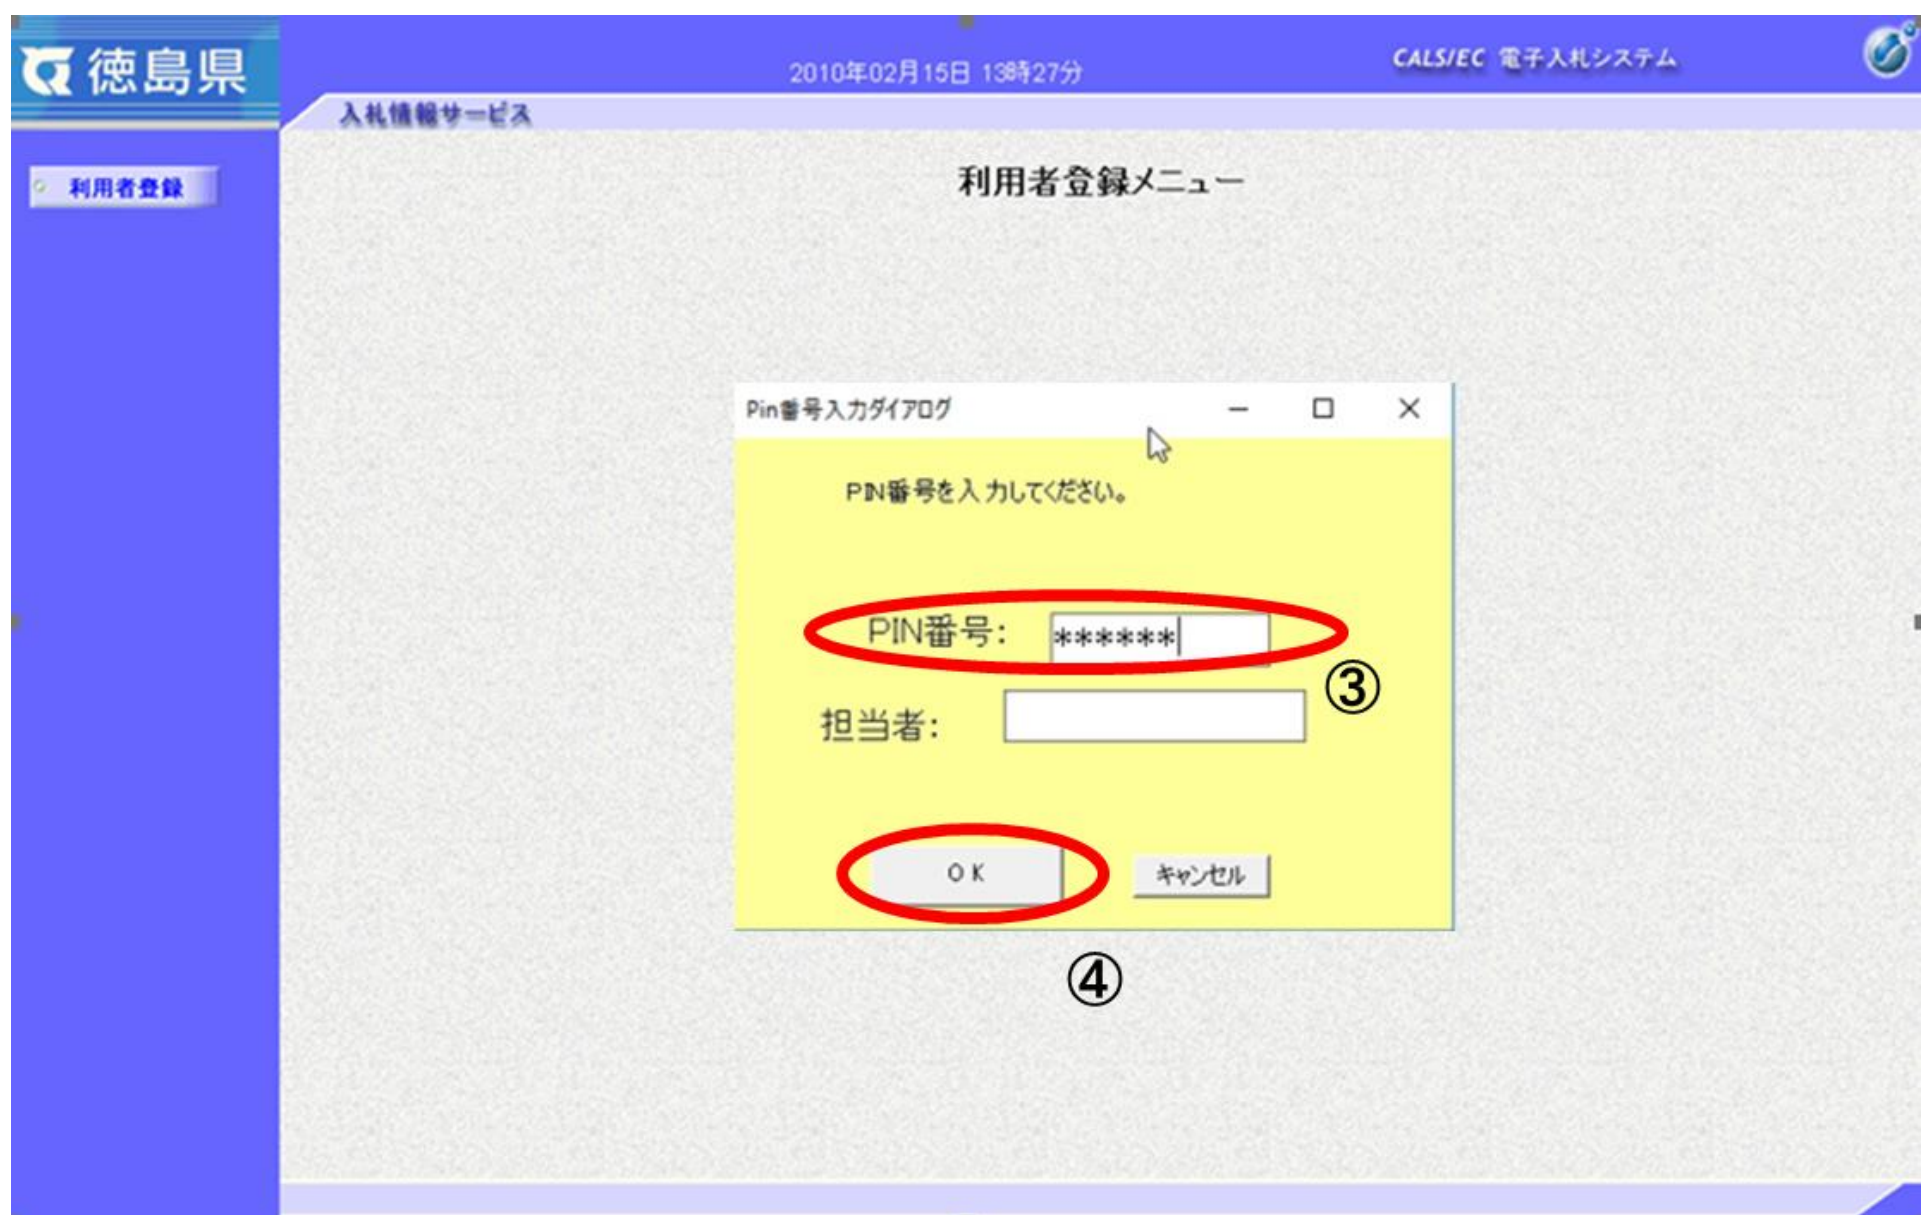 徳島県
2010年02月15日 13時27分
CALS/EC 電子入札システム
入札情報サービス
利用者登録
利用者登録メニュー
Pin番号入力ダイアログ
PIN番号を入力してください。
PIN番号: ******
③
担当者:
OK キャンセル
④